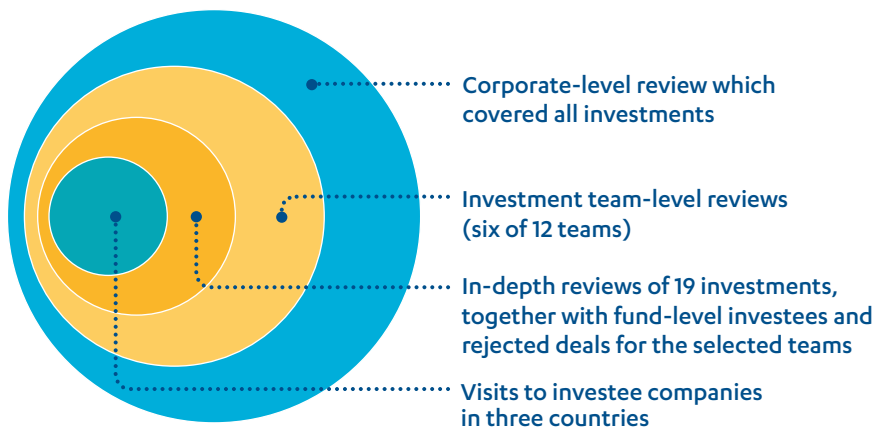 Corporate-level review which
covered all investments
Investment team-level reviews
(six of 12 teams)
In-depth reviews of 19 investments,
together with fund-level investees and
rejected deals for the selected teams
Visits to investee companies
in three countries